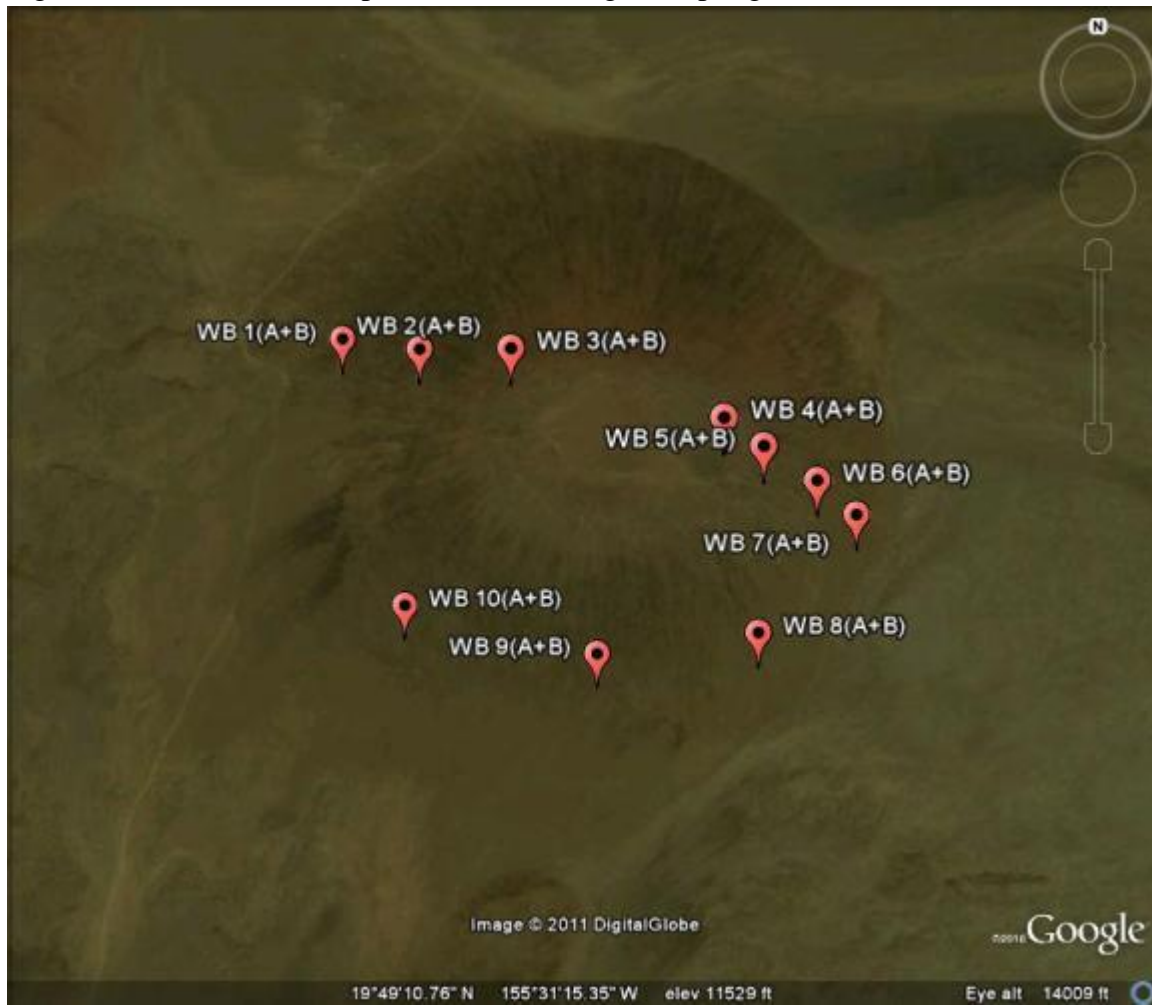 N
WB 1(A+B)
WB 2(A+B)
WB 3(A+B)
WB 4(A+B)
WB 5(A+B)
WB 6(A+B)
WB 7(A+B)
WB 10(A+B)
WB 8(A+B)
WB 9(A+B)
Image © 2011 DigitalGlobe
Google
19°49'10.76" N 155°31'15.35" W elev 11529 ft Eye alt 14009 ft